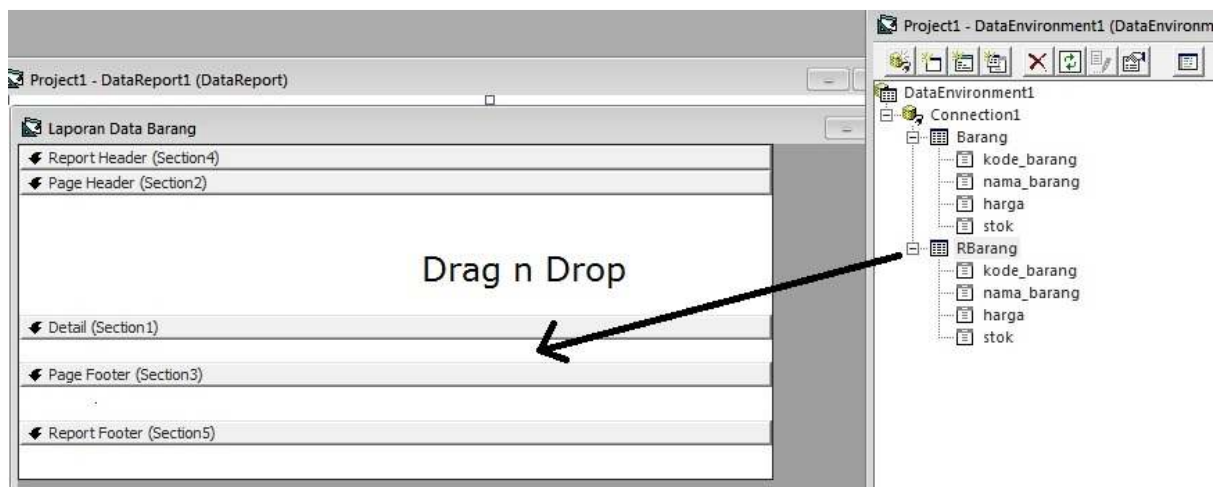 Project1 - DataReport1 (DataReport)
Laporan Data Barang
Report Header (Section4)
Page Header (Section2)
Drag n Drop
Detail (Section1)
Page Footer (Section3)
Report Footer (Section5)
Project1 - DataEnvironment1 (DataEnvironm
DataEnvironment1
Connection1
Barang
kode_barang
nama_barang
harga
stok
RBarang
kode_barang
nama_barang
harga
stok